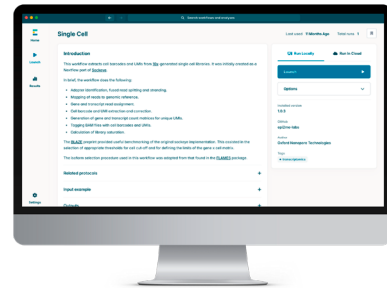 Search workflows and analyses
Home
Launch
Results
Settings
Single Cell
Last used: 11 Months Ago
Total runs: 1
Introduction
This workflow extracts cell barcodes and UMIs from
single cell libraries. It was initially created as a
Nextflow port of Sockeye.
In brief, the workflow does the following:
Adapter identification, fused read splitting and stranding.
Mapping of reads to genomic reference.
Gene and transcript read assignment.
Cell barcode and UMI extraction and correction.
Generation of gene and transcript count matrices for unique UMIs.
Tagging BAM files with cell barcodes and UMIs.
Calculation of library saturation.
The BLAZE preprint provided useful benchmarking of the original sockeye implementation. This assisted in the
selection of appropriate thresholds for cell cut-off and for defining the limits of the gene x cell matrix.
The isoform selection procedure used in this workflow was adapted from that found in the FLAMES package.
Related protocols +
Input example +
Outputs
Run Locally
Run in Cloud
Launch
Options
Installed version
Github
epi2me-labs
Author
Oxford Nanopore Technologies
Tags